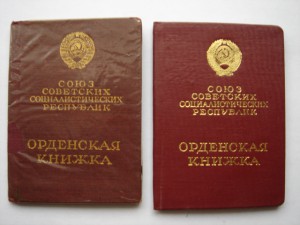 СОЮЗ
СОВЕТСКИХ
СОЦИАЛИСТИЧЕСКИХ
РЕСПУБЛИК
ОРДЕНСКАЯ
КНИЖКА
СОЮЗ
СОВЕТСКИХ
СОЦИАЛИСТИЧЕСКИХ
РЕСПУБЛИК
ОРДЕНСКАЯ
КНИЖКА